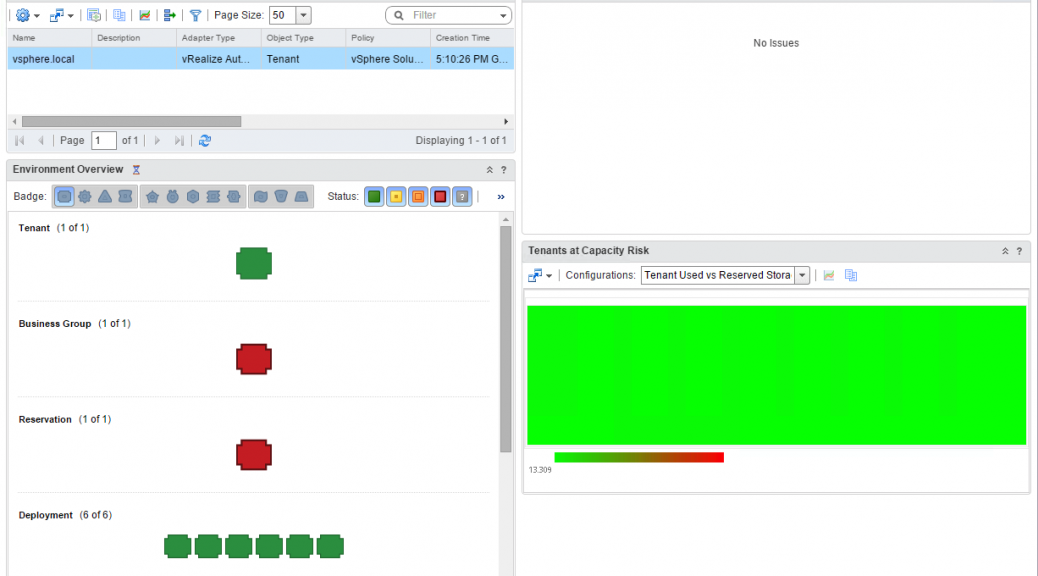 Page Size: 50 Filter
Name Description Adapter Type Object Type Policy Creation Time
vsphere.local vRealize Aut... Tenant vSphere Solu... 5:10:26 PM G...
Page 1 of 1 Displaying 1 - 1 of 1
Environment Overview ?
Badge: Status: ? »
Tenant (1 of 1)
Business Group (1 of 1)
Reservation (1 of 1)
Deployment (6 of 6)
No Issues
Tenants at Capacity Risk ?
Configurations: Tenant Used vs Reserved Stora
13.309